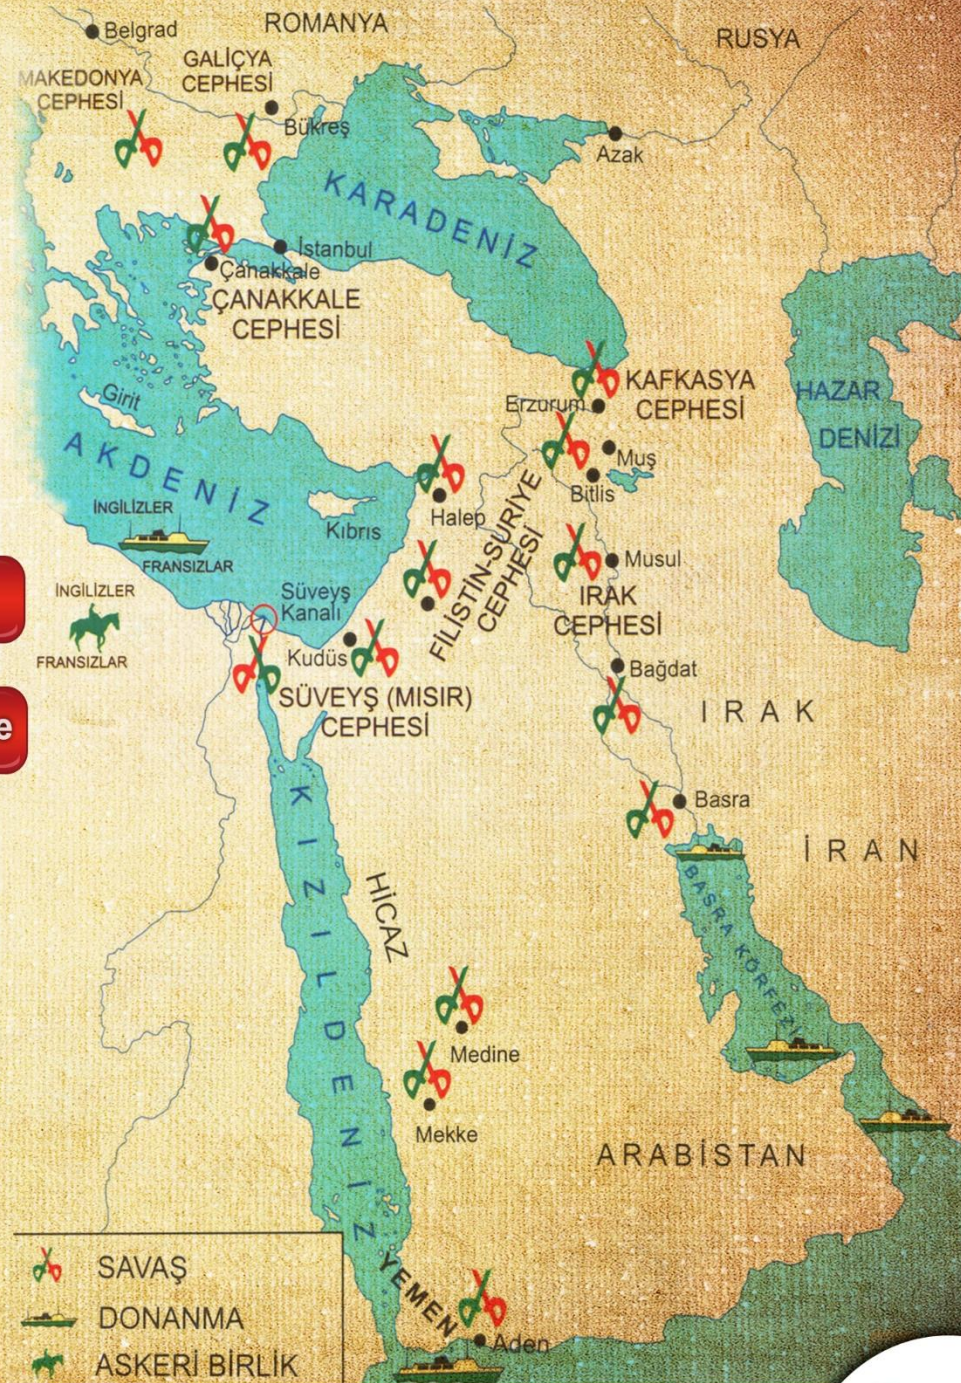 ROMANYA
RUSYA
Belgrad
GALİÇYA
CEPHESİ
MAKEDONYA
CEPHESİ
Bükreş
Azak
KARADENİZ
İstanbul
Çanakkale
ÇANAKKALE
CEPHESİ
KAFKASYA
CEPHESİ
Erzurum
HAZAR
DENİZİ
Girit
AKDENİZ
Muş
Bitlis
Halep
İNGİLİZLER
FRANSIZLAR
Kıbrıs
FİLİSTİN-SURİYE
CEPHESİ
Musul
IRAK
CEPHESİ
İNGİLİZLER
FRANSIZLAR
Süveyş
Kanalı
Kudüs
Bağdat
SÜVEYŞ (MISIR)
CEPHESİ
IRAK
e
Basra
İRAN
KIZILDENİZ
HİCAZ
BASRA KÖRFEZİ
Medine
Mekke
ARABİSTAN
YEMEN
Aden
SAVAŞ
DONANMA
ASKERİ BİRLİK